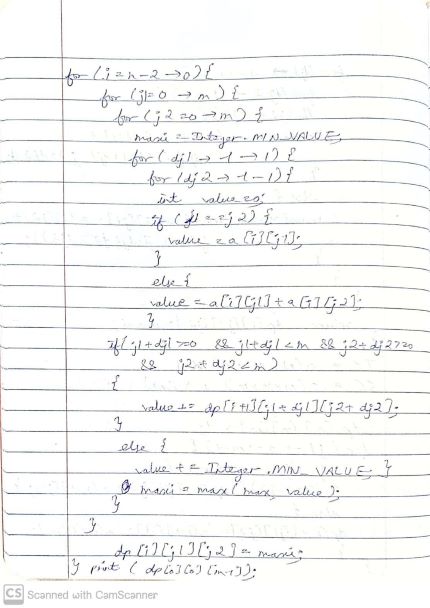 for (i = n-2 → 0) {
for (j1 = 0 → m) {
for (j2 = 0 → m) {
maxi = Integer.MIN_VALUE;
for ( dj1 → -1 → 1) {
for (dj2 → -1 - 1) {
int value = 0;
if (j1 == j2) {
value = a[i][j1];
}
else {
value = a[i][j1] + a[i][j2];
}
if(j1+dj1 >=0 && j1+dj1 < m && j2+dj2>=0
&& j2+dj2 < m)
{
value += dp[i+1][j1+dj1][j2+dj2];
}
else {
value += Integer.MIN_VALUE; }
maxi = max( max, value );
}
}
dp[i][j1][j2] = maxi;
} print ( dp[0][0][m-1]);
CS Scanned with CamScanner